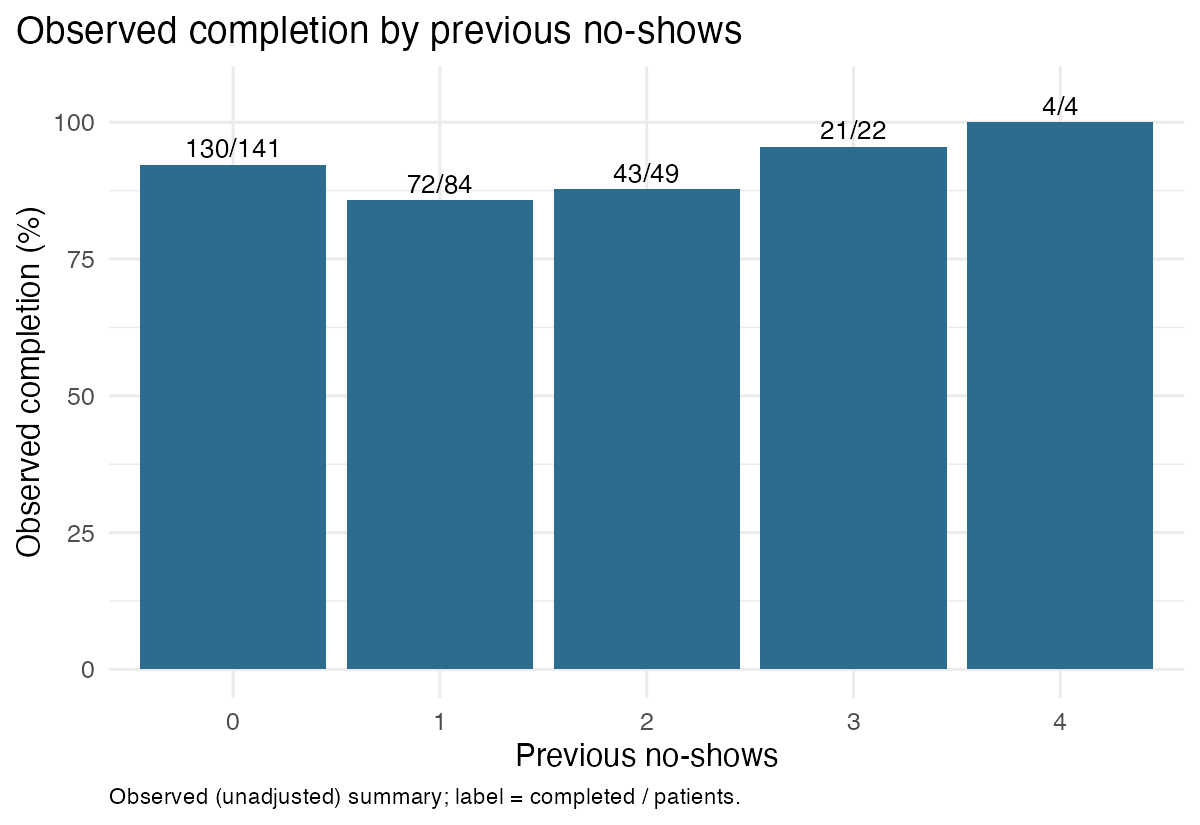 Observed completion by previous no-shows
Observed completion (%)
100
75
50
25
0
130/141
72/84
43/49
21/22
4/4
0 1 2 3 4
Previous no-shows
Observed (unadjusted) summary; label = completed / patients.